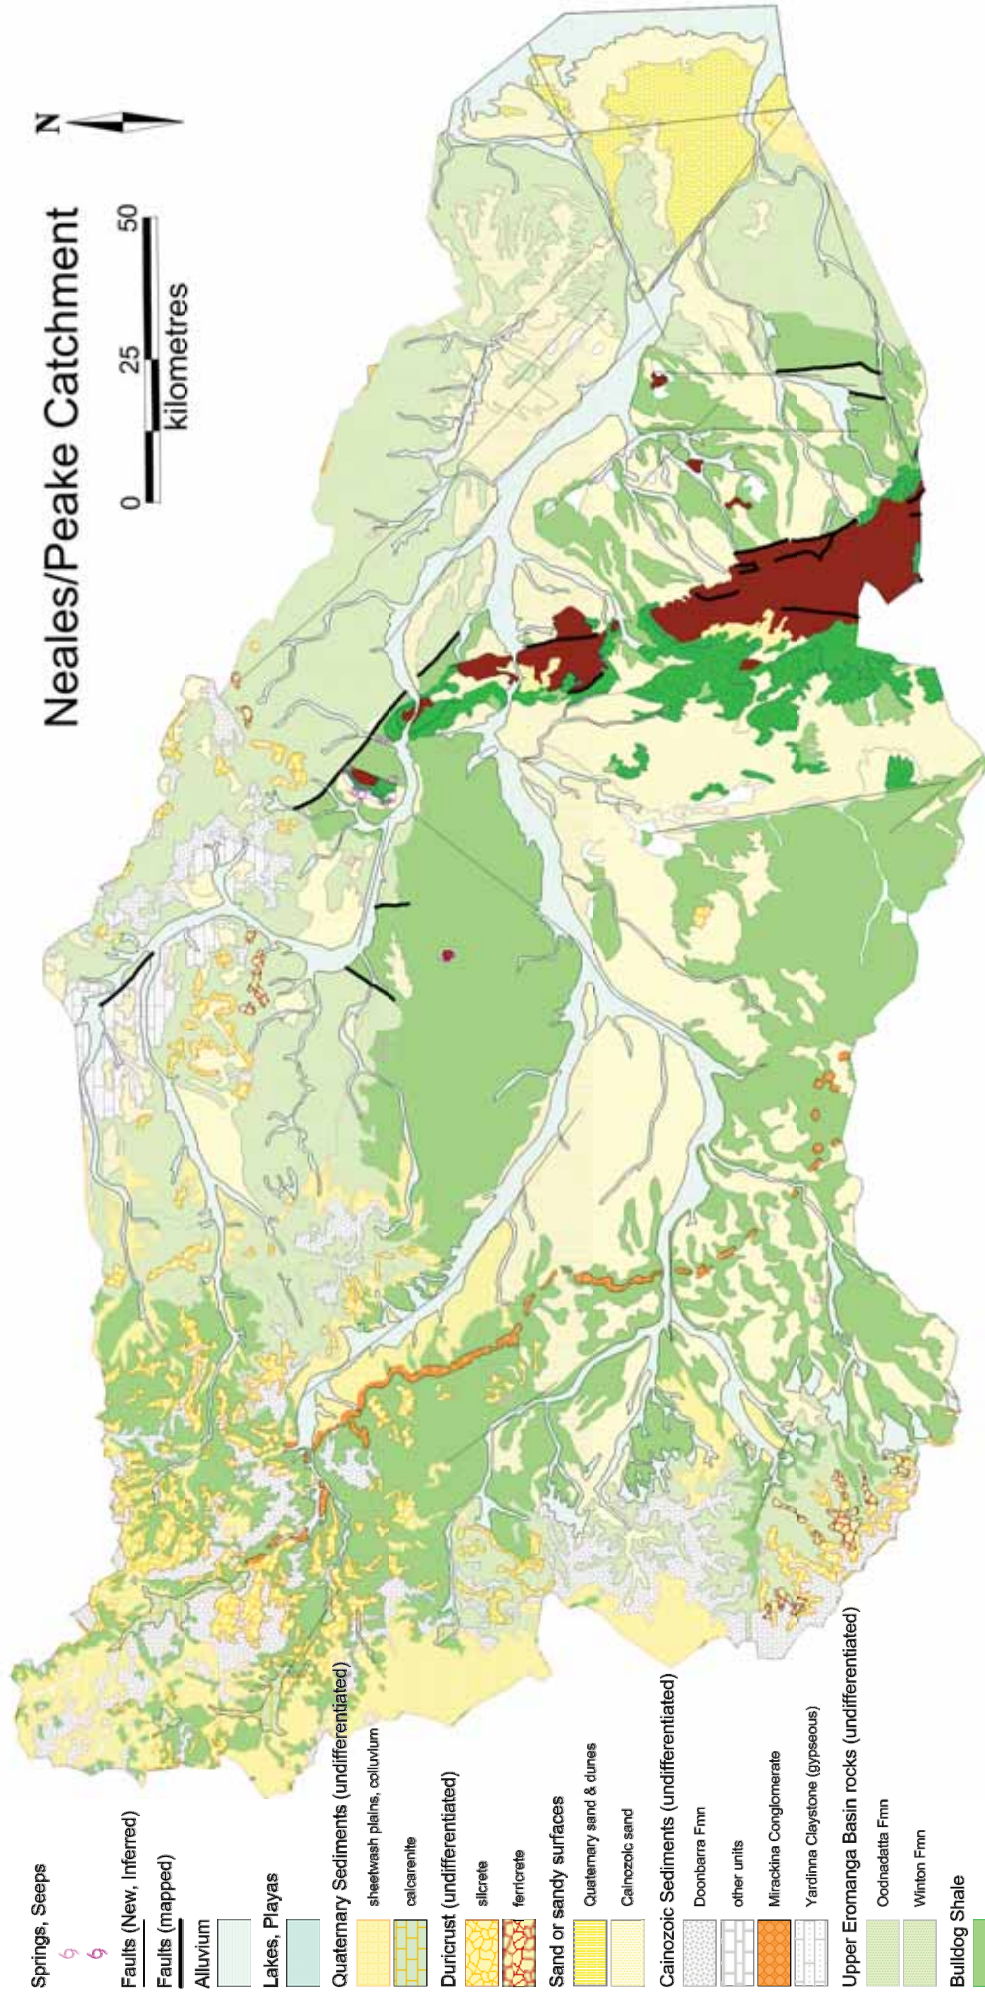 Neales/Peake Catchment
N
0 25 50
kilometres
Springs, Seeps
Faults (New, Inferred)
Faults (mapped)
Alluvium
Lakes, Playas
Quaternary Sediments (undifferentiated)
sheetwash plains, colluvium
calcarenite
Duricrust (undifferentiated)
silcrete
ferricrete
Sand or sandy surfaces
Quaternary sand & dunes
Cainozoic sand
Cainozoic Sediments (undifferentiated)
Doonbarra Fmn
other units
Mirackina Conglomerate
Yardinna Claystone (gypseous)
Upper Eromanga Basin rocks (undifferentiated)
Oodnadatta Fmn
Winton Fmn
Bulldog Shale